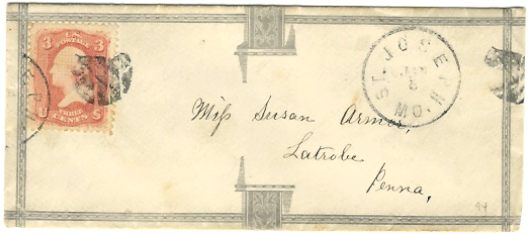 3 U.S. 3
POSTAGE
THREE
U CENTS S
ST. JOSEPH
MO.
Miss Susan Armor,
Latrobe
Penna,